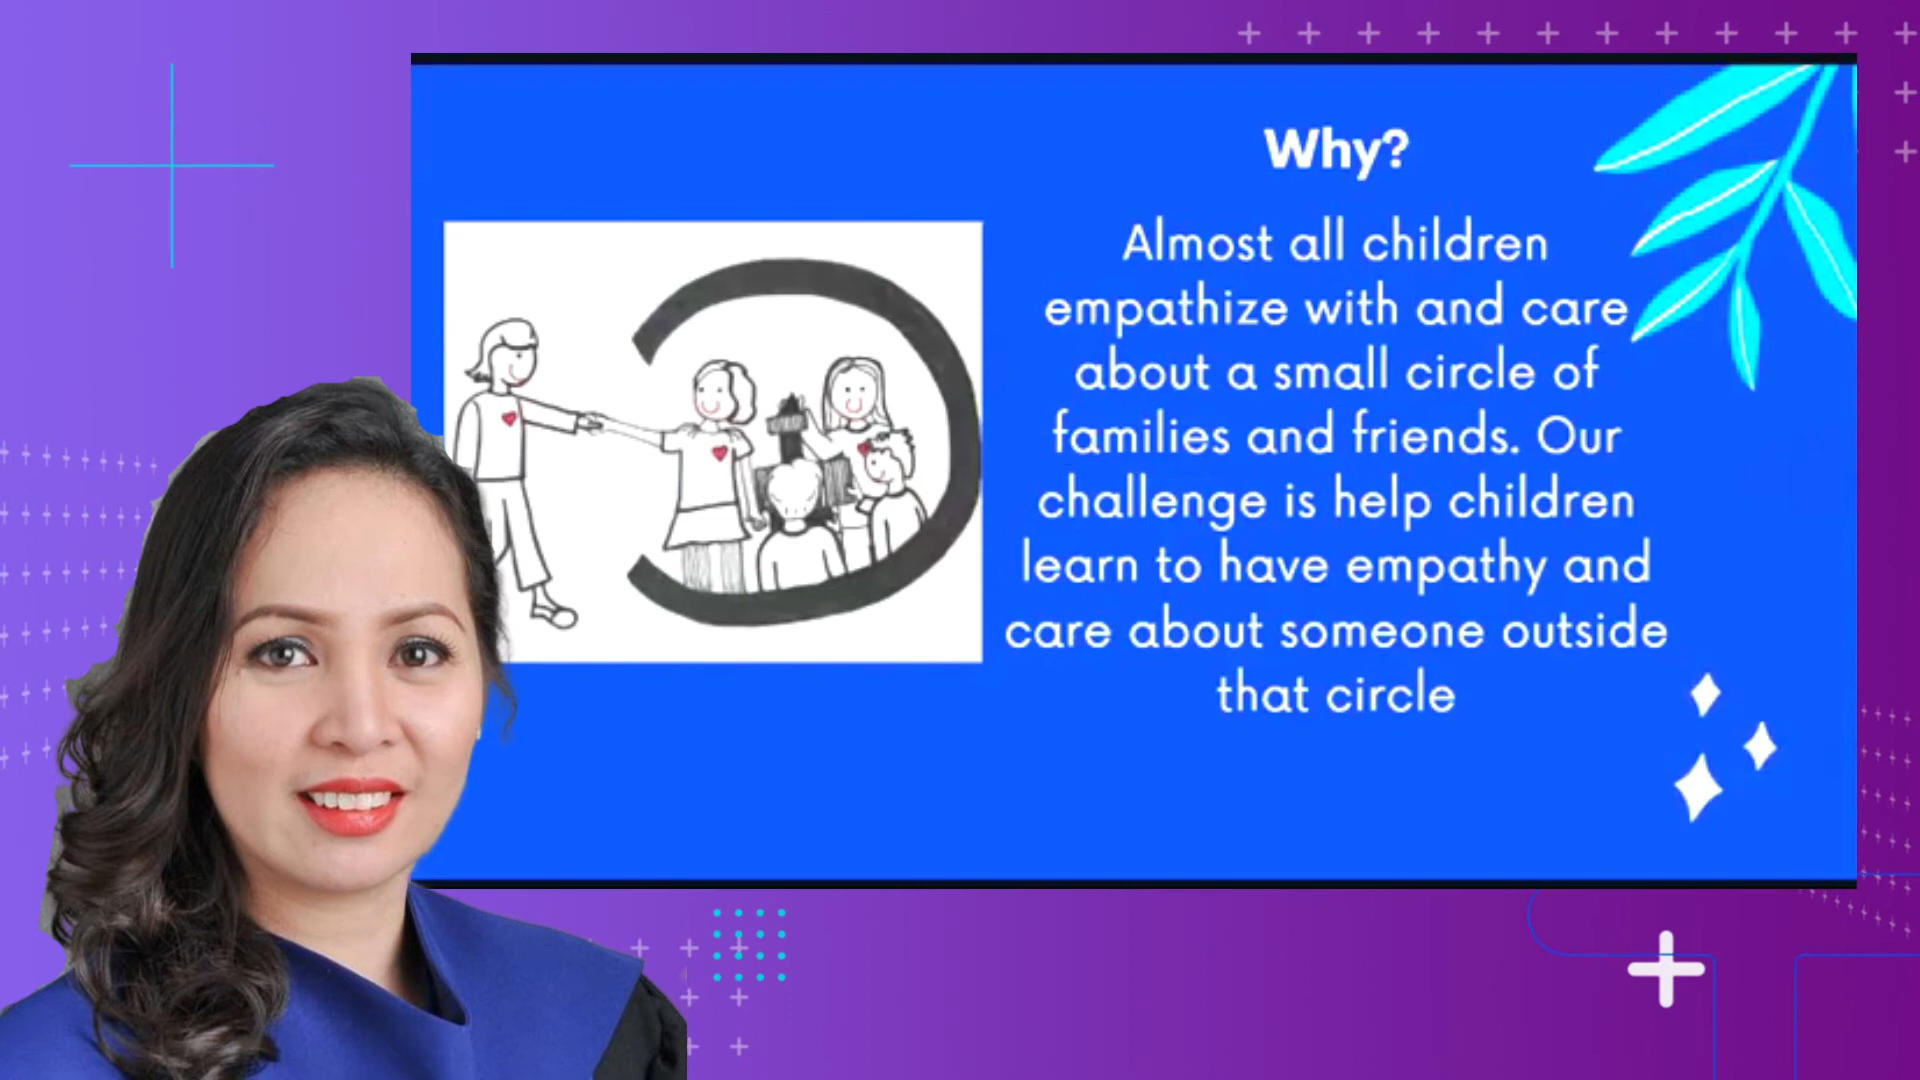 Why?
Almost all children
empathize with and care
about a small circle of
families and friends. Our
challenge is help children
learn to have empathy and
care about someone outside
that circle